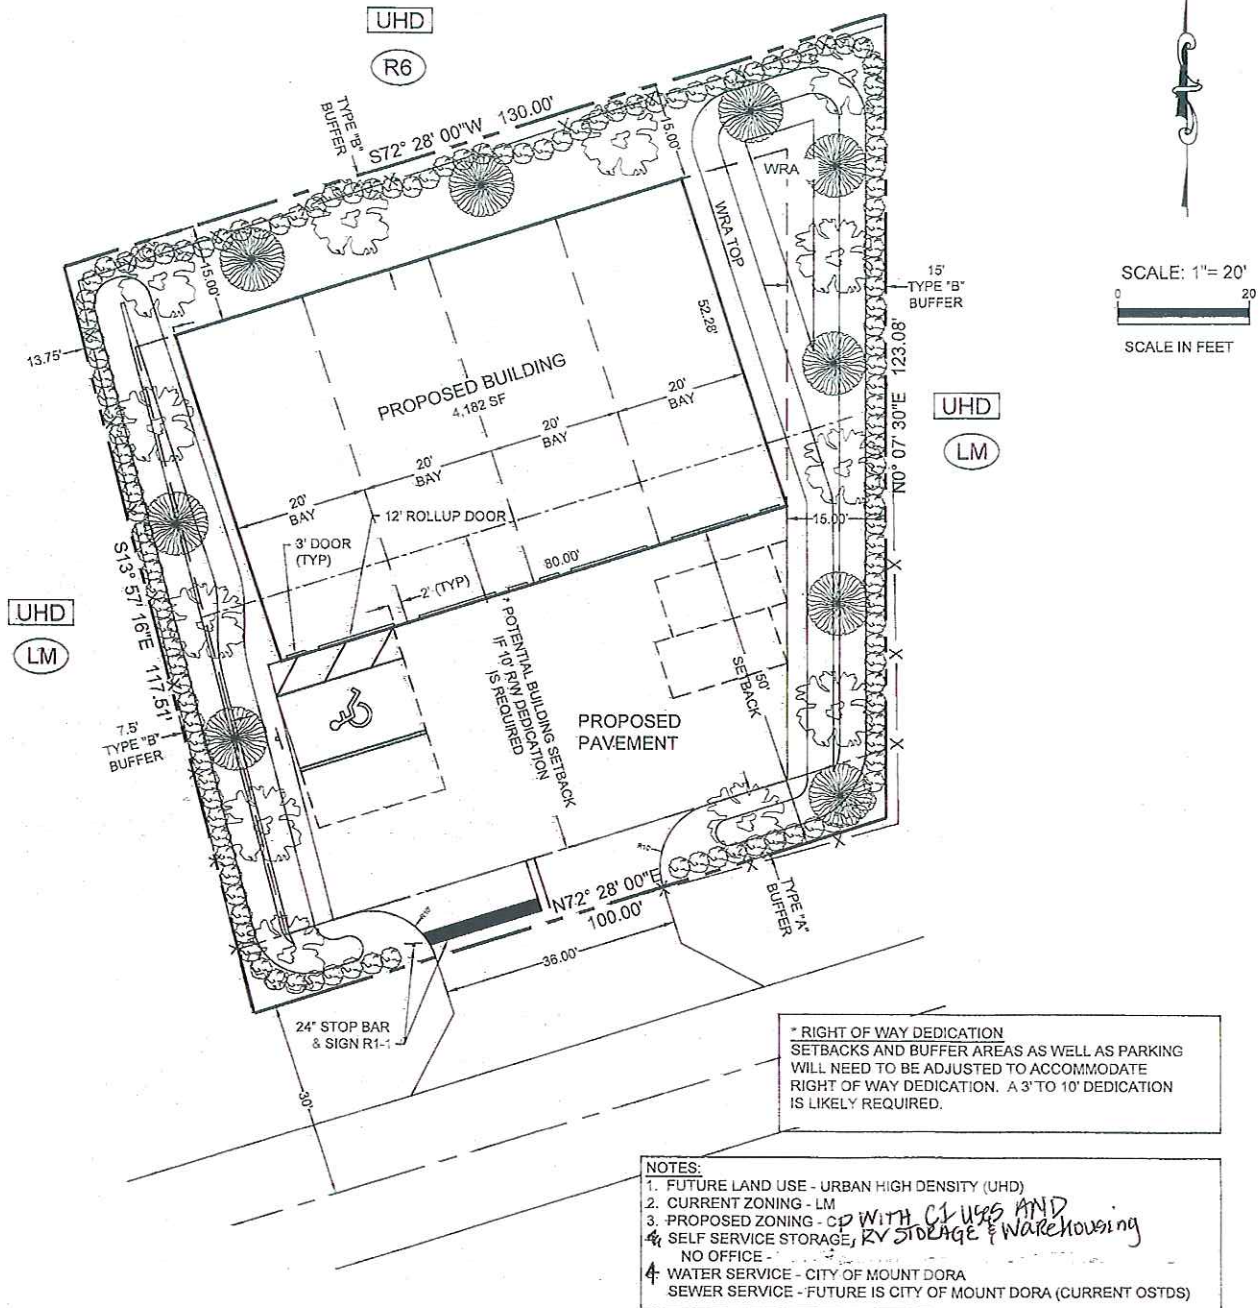 UHD
R6
TYPE "B"
BUFFER
S72° 28' 00"W 130.00'
15.00'
15.00'
WRA
WRA TOP
15'
TYPE "B"
BUFFER
SCALE: 1"= 20'
0 20
SCALE IN FEET
13.75'
52.28'
PROPOSED BUILDING
4,182 SF
20'
BAY
20'
BAY
20'
BAY
20'
BAY
N0° 07' 30"E 123.08'
UHD
LM
12' ROLLUP DOOR
3' DOOR
(TYP)
80.00'
15.00'
2' (TYP)
S13° 57' 16"E 117.51'
UHD
LM
* POTENTIAL BUILDING SETBACK
IF 10' R/W DEDICATION
IS REQUIRED
50'
SETBACK
PROPOSED
PAVEMENT
7.5'
TYPE "B"
BUFFER
X
X
X
N72° 28' 00"E
100.00'
TYPE "A"
BUFFER
36.00'
24" STOP BAR
& SIGN R1-1
30'
* RIGHT OF WAY DEDICATION
SETBACKS AND BUFFER AREAS AS WELL AS PARKING
WILL NEED TO BE ADJUSTED TO ACCOMMODATE
RIGHT OF WAY DEDICATION. A 3' TO 10' DEDICATION
IS LIKELY REQUIRED.
NOTES:
1. FUTURE LAND USE - URBAN HIGH DENSITY (UHD)
2. CURRENT ZONING - LM
3. PROPOSED ZONING - CP WITH C1 USES AND
SELF SERVICE STORAGE, RV STORAGE & WAREHOUSING
NO OFFICE -
4. WATER SERVICE - CITY OF MOUNT DORA
SEWER SERVICE - FUTURE IS CITY OF MOUNT DORA (CURRENT OSTDS)